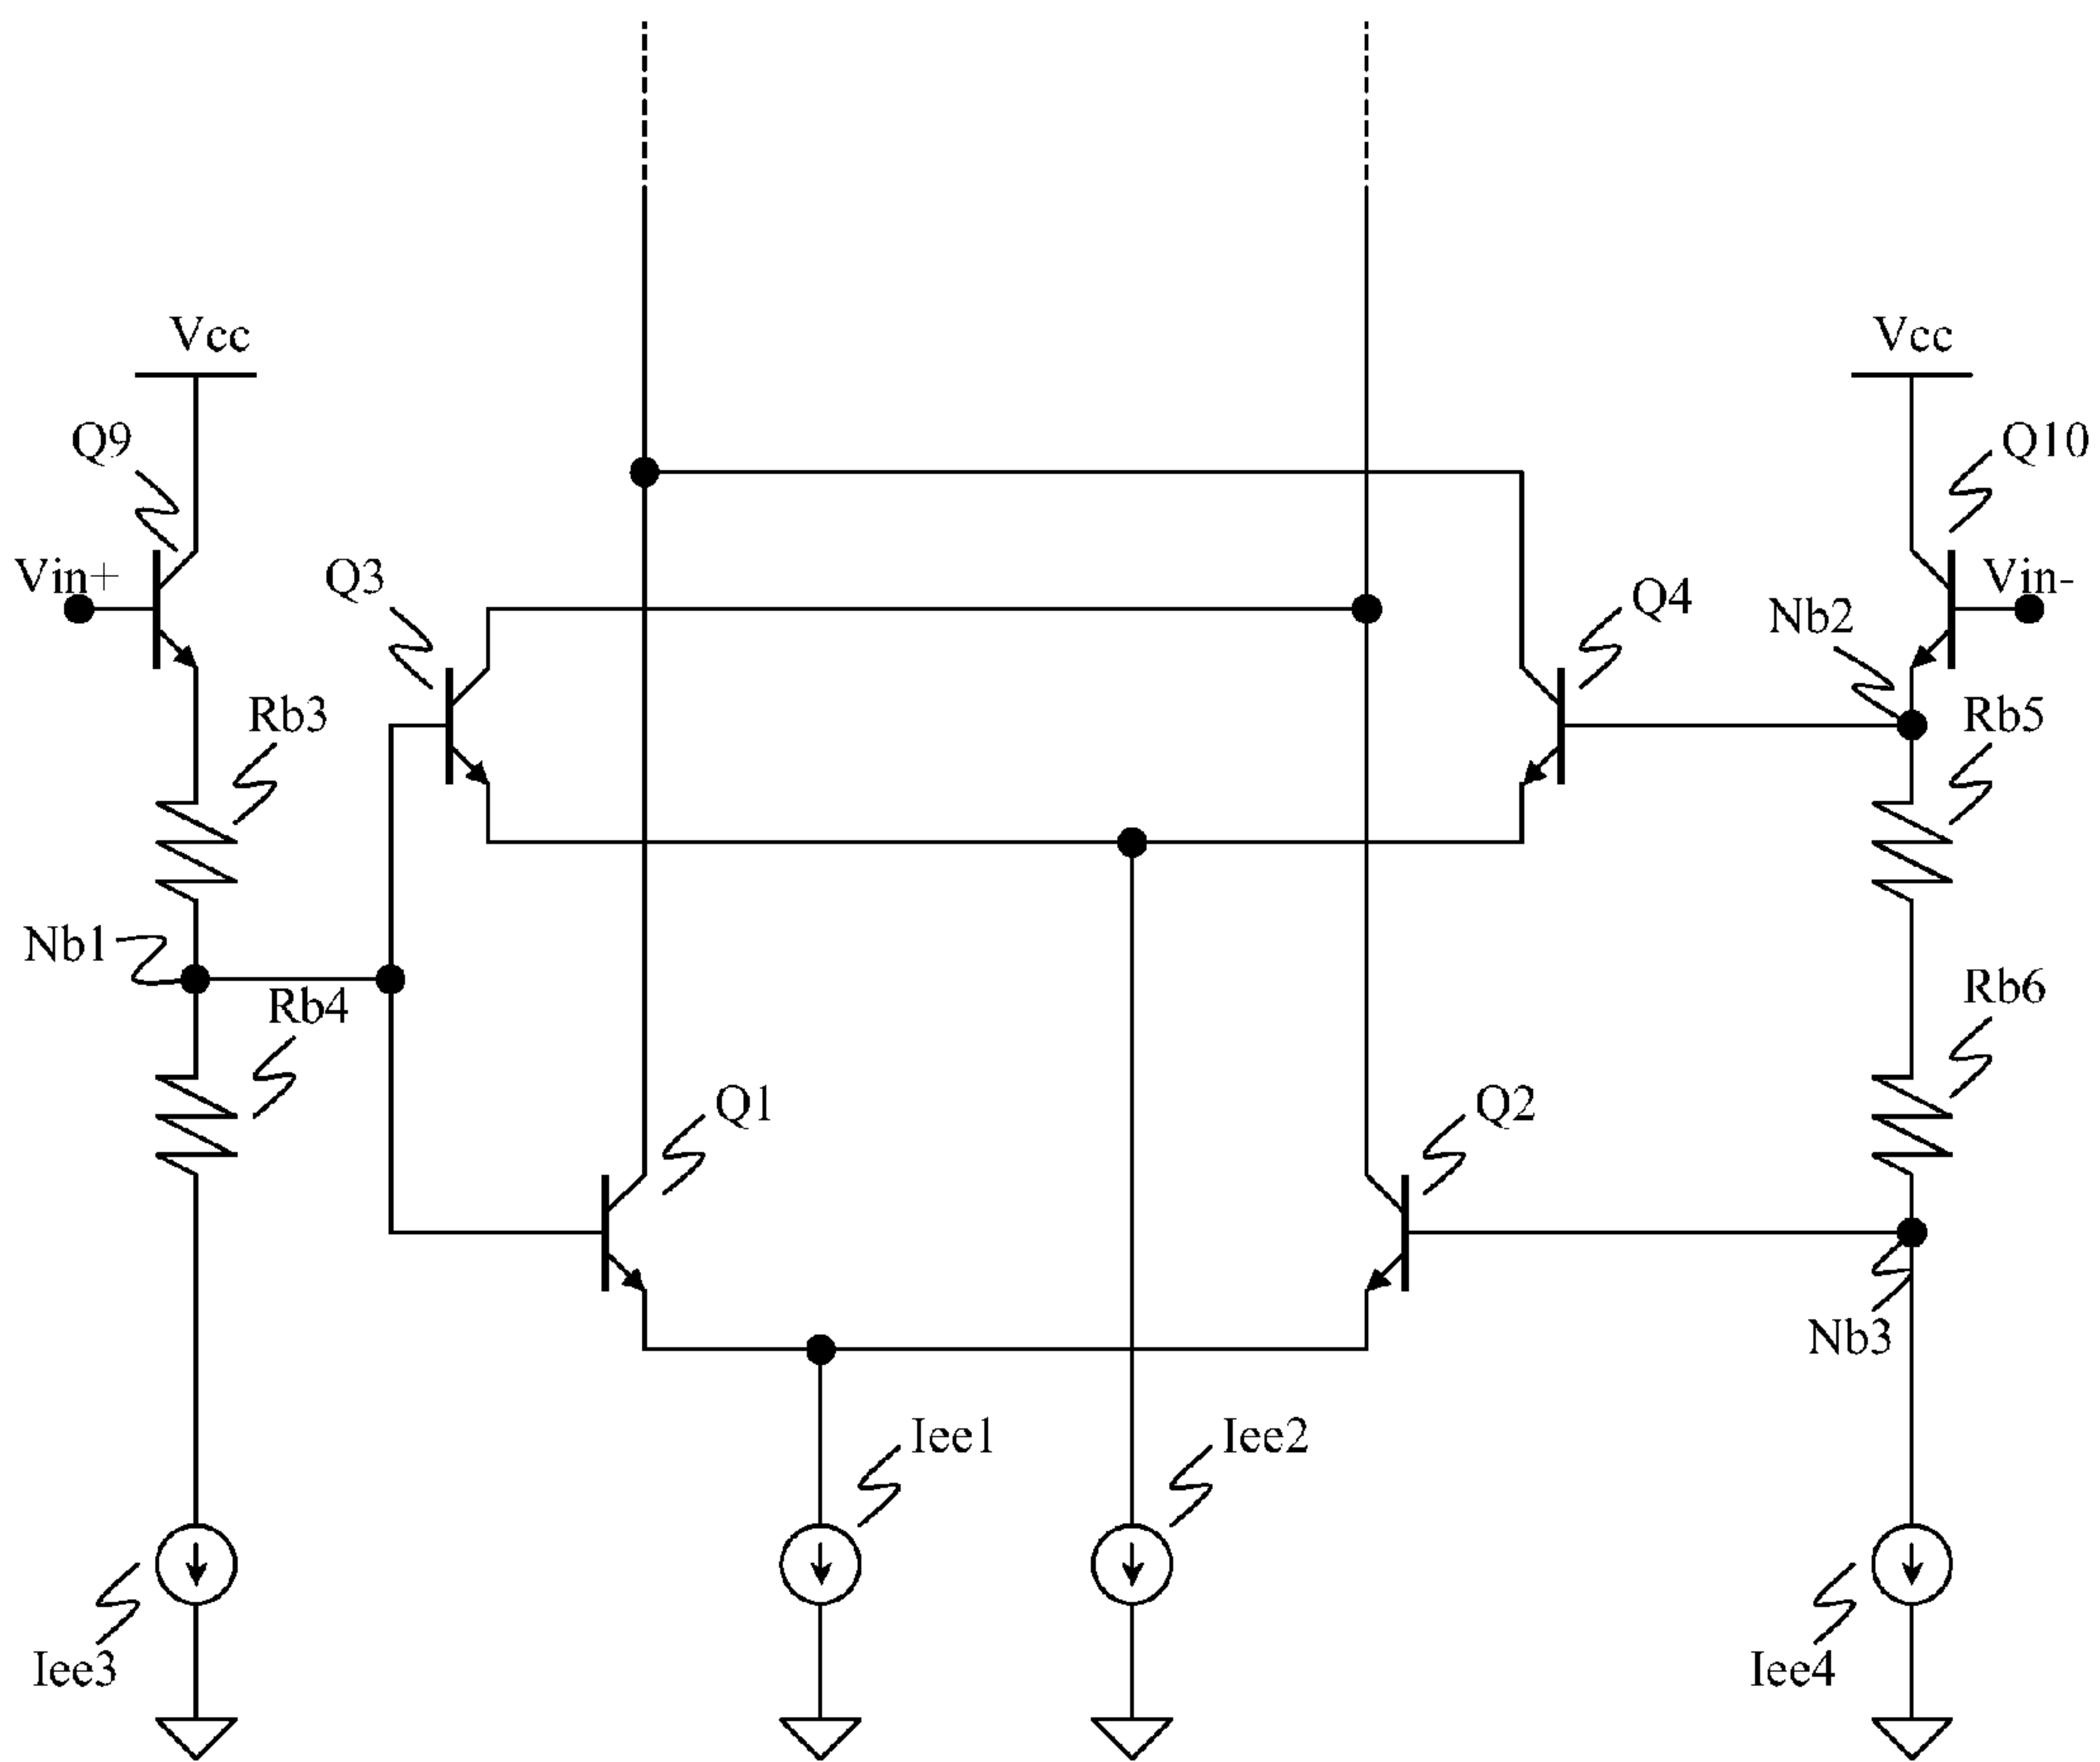 Vcc
Vcc
Q9
Q10
Vin+
Q3
Q4
Nb2
Vin-
Rb3
Rb5
Nb1
Rb4
Rb6
Q1
Q2
Nb3
Iee1
Iee2
Iee3
Iee4